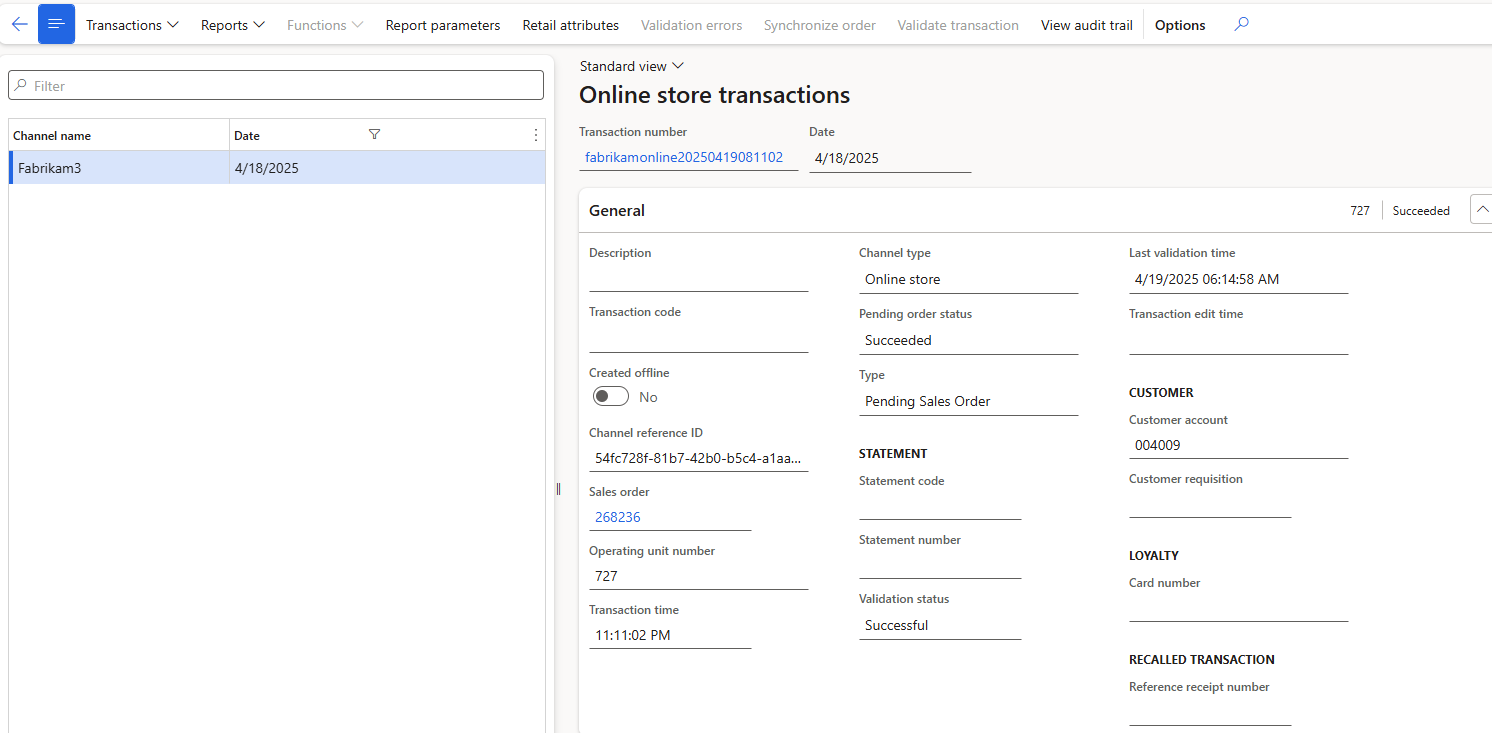 Transactions Reports Functions Report parameters Retail attributes Validation errors Synchronize order Validate transaction View audit trail Options
Filter
Channel name Date
Fabrikam3 4/18/2025
Standard view
Online store transactions
Transaction number Date
fabrikamonline20250419081102 4/18/2025
General 727 Succeeded
Description
Transaction code
Created offline
No
Channel reference ID
54fc728f-81b7-42b0-b5c4-a1aa...
Sales order
268236
Operating unit number
727
Transaction time
11:11:02 PM
Channel type
Online store
Pending order status
Succeeded
Type
Pending Sales Order
STATEMENT
Statement code
Statement number
Validation status
Successful
Last validation time
4/19/2025 06:14:58 AM
Transaction edit time
CUSTOMER
Customer account
004009
Customer requisition
LOYALTY
Card number
RECALLED TRANSACTION
Reference receipt number